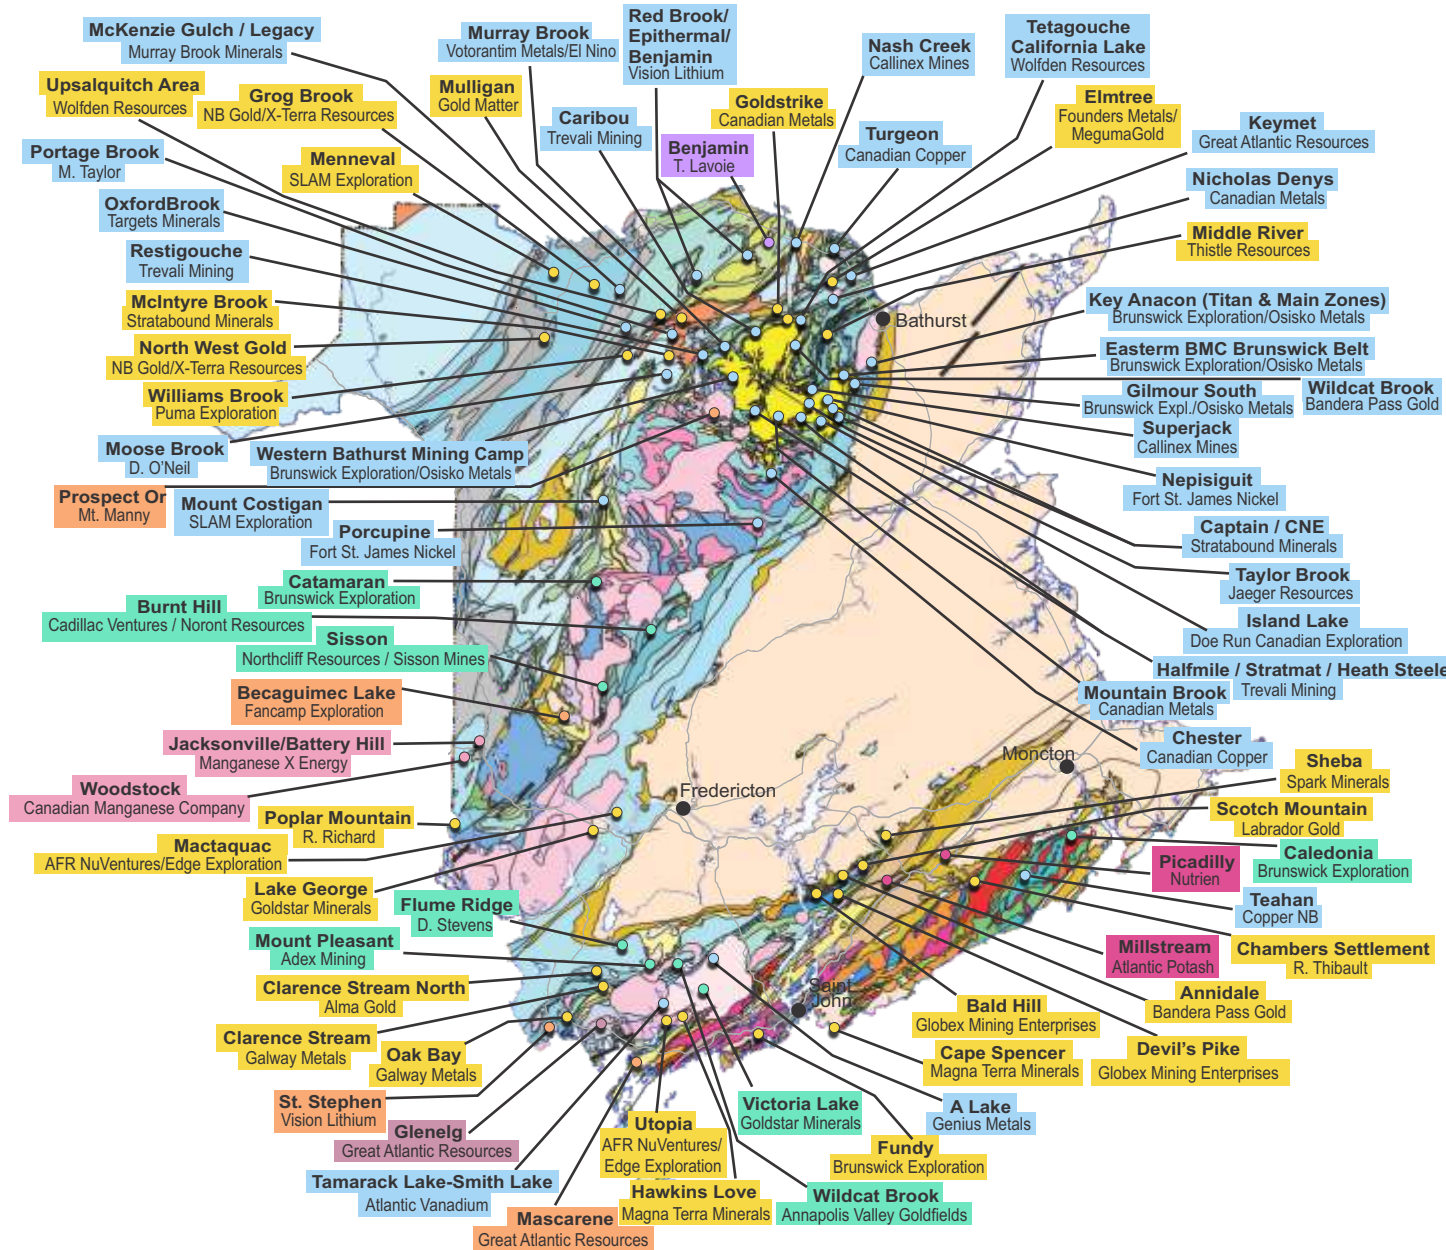 McKenzie Gulch / Legacy
Murray Brook Minerals
Murray Brook
Votorantim Metals/El Nino
Red Brook/
Epithermal/
Benjamin
Vision Lithium
Nash Creek
Callinex Mines
Tetagouche
California Lake
Wolfden Resources
Upsalquitch Area
Wolfden Resources
Grog Brook
NB Gold/X-Terra Resources
Mulligan
Gold Matter
Caribou
Trevali Mining
Goldstrike
Canadian Metals
Elmtree
Founders Metals/
MegumaGold
Keymet
Great Atlantic Resources
Turgeon
Canadian Copper
Benjamin
T. Lavoie
Portage Brook
M. Taylor
Menneval
SLAM Exploration
Nicholas Denys
Canadian Metals
OxfordBrook
Targets Minerals
Middle River
Thistle Resources
Restigouche
Trevali Mining
McIntyre Brook
Stratabound Minerals
Key Anacon (Titan & Main Zones)
Brunswick Exploration/Osisko Metals
Bathurst
North West Gold
NB Gold/X-Terra Resources
Easterm BMC Brunswick Belt
Brunswick Exploration/Osisko Metals
Williams Brook
Puma Exploration
Gilmour South
Brunswick Expl./Osisko Metals
Wildcat Brook
Bandera Pass Gold
Superjack
Callinex Mines
Moose Brook
D. O'Neil
Western Bathurst Mining Camp
Brunswick Exploration/Osisko Metals
Nepisiguit
Fort St. James Nickel
Prospect Or
Mt. Manny
Mount Costigan
SLAM Exploration
Captain / CNE
Stratabound Minerals
Porcupine
Fort St. James Nickel
Taylor Brook
Jaeger Resources
Catamaran
Brunswick Exploration
Burnt Hill
Cadillac Ventures / Noront Resources
Island Lake
Doe Run Canadian Exploration
Sisson
Northcliff Resources / Sisson Mines
Halfmile / Stratmat / Heath Steele
Trevali Mining
Becaguimec Lake
Fancamp Exploration
Mountain Brook
Canadian Metals
Jacksonville/Battery Hill
Manganese X Energy
Chester
Canadian Copper
Moncton
Woodstock
Canadian Manganese Company
Sheba
Spark Minerals
Fredericton
Poplar Mountain
R. Richard
Scotch Mountain
Labrador Gold
Mactaquac
AFR NuVentures/Edge Exploration
Caledonia
Brunswick Exploration
Picadilly
Nutrien
Lake George
Goldstar Minerals
Flume Ridge
D. Stevens
Teahan
Copper NB
Mount Pleasant
Adex Mining
Millstream
Atlantic Potash
Chambers Settlement
R. Thibault
Clarence Stream North
Alma Gold
Saint
John
Annidale
Bandera Pass Gold
Bald Hill
Globex Mining Enterprises
Clarence Stream
Galway Metals
Oak Bay
Galway Metals
Cape Spencer
Magna Terra Minerals
Devil's Pike
Globex Mining Enterprises
St. Stephen
Vision Lithium
Victoria Lake
Goldstar Minerals
A Lake
Genius Metals
Glenelg
Great Atlantic Resources
Utopia
AFR NuVentures/
Edge Exploration
Fundy
Brunswick Exploration
Tamarack Lake-Smith Lake
Atlantic Vanadium
Hawkins Love
Magna Terra Minerals
Wildcat Brook
Annapolis Valley Goldfields
Mascarene
Great Atlantic Resources